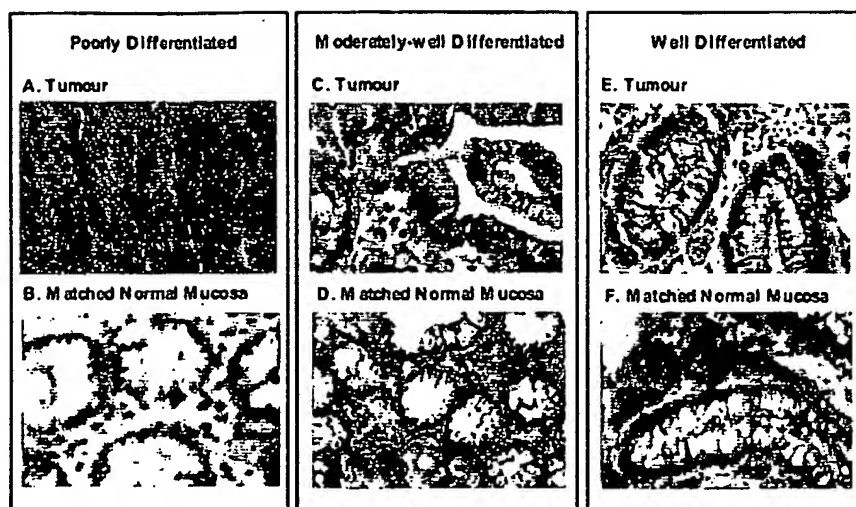 Poorly Differentiated
A. Tumour
B. Matched Normal Mucosa
Moderately-well Differentiated
C. Tumour
D. Matched Normal Mucosa
Well Differentiated
E. Tumour
F. Matched Normal Mucosa